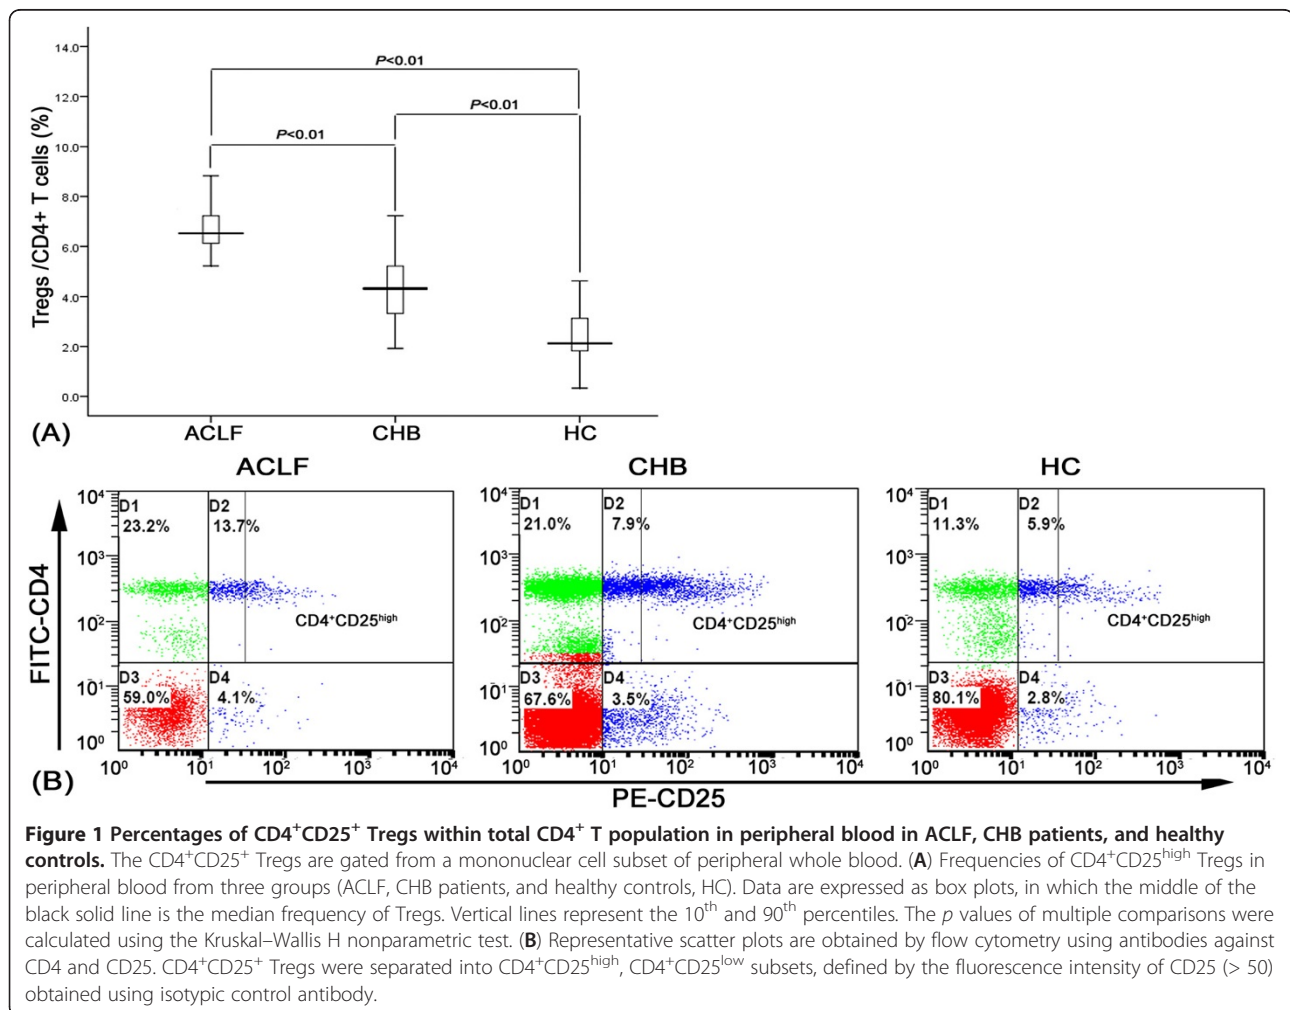 14.0
12.0
10.0
8.0
6.0
4.0
2.0
0.0
Tregs /CD4+ T cells (%)
P<0.01
P<0.01
P<0.01
ACLF CHB HC
(A)
ACLF CHB HC
FITC-CD4
10⁴
10³
10²
10¹
10⁰
D1
23.2%
D2
13.7%
CD4⁺CD25ʰⁱᵍʰ
D3
59.0%
D4
4.1%
10⁰ 10¹ 10² 10³ 10⁴
10⁴
10³
10²
10¹
10⁰
D1
21.0%
D2
7.9%
CD4⁺CD25ʰⁱᵍʰ
D3
67.6%
D4
3.5%
10⁰ 10¹ 10² 10³ 10⁴
10⁴
10³
10²
10¹
10⁰
D1
11.3%
D2
5.9%
CD4⁺CD25ʰⁱᵍʰ
D3
80.1%
D4
2.8%
10⁰ 10¹ 10² 10³ 10⁴
(B)
PE-CD25
Figure 1 Percentages of CD4⁺CD25⁺ Tregs within total CD4⁺ T population in peripheral blood in ACLF, CHB patients, and healthy
controls. The CD4⁺CD25⁺ Tregs are gated from a mononuclear cell subset of peripheral whole blood. (A) Frequencies of CD4⁺CD25ʰⁱᵍʰ Tregs in
peripheral blood from three groups (ACLF, CHB patients, and healthy controls, HC). Data are expressed as box plots, in which the middle of the
black solid line is the median frequency of Tregs. Vertical lines represent the 10ᵗʰ and 90ᵗʰ percentiles. The p values of multiple comparisons were
calculated using the Kruskal–Wallis H nonparametric test. (B) Representative scatter plots are obtained by flow cytometry using antibodies against
CD4 and CD25. CD4⁺CD25⁺ Tregs were separated into CD4⁺CD25ʰⁱᵍʰ, CD4⁺CD25ˡᵒʷ subsets, defined by the fluorescence intensity of CD25 (> 50)
obtained using isotypic control antibody.